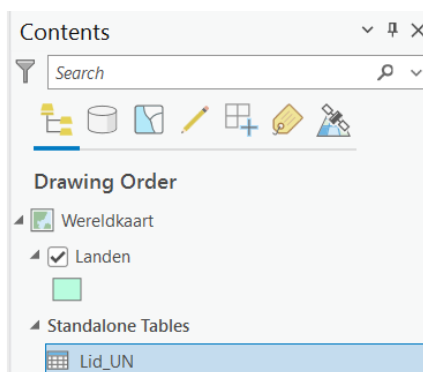 Contents
Search
Drawing Order
Wereldkaart
Landen
Standalone Tables
Lid_UN